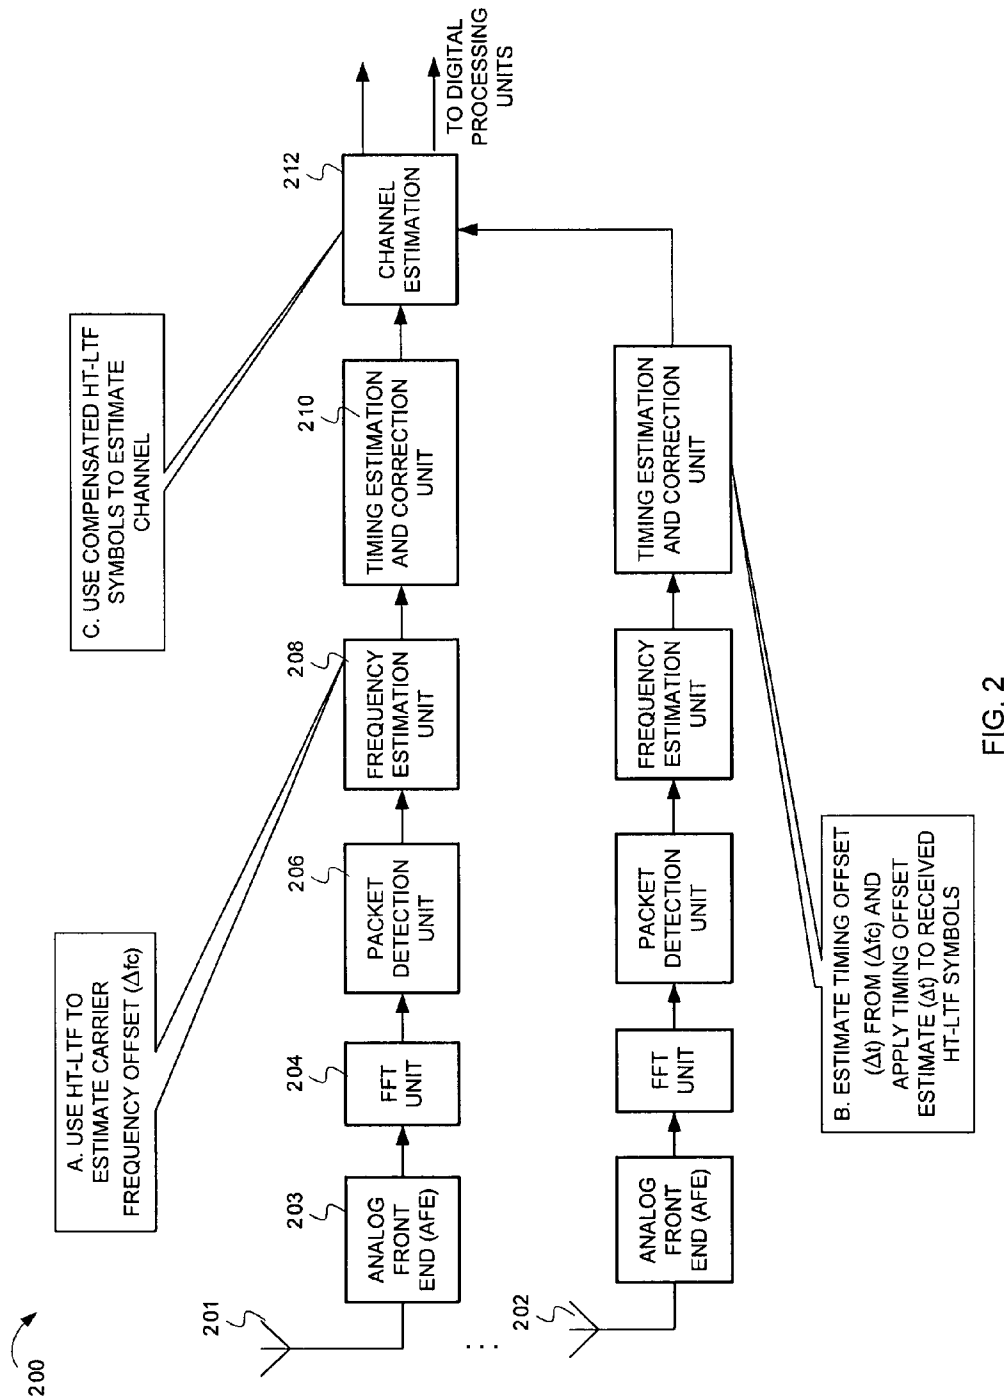 200
A. USE HT-LTF TO
ESTIMATE CARRIER
FREQUENCY OFFSET (Δfc)
C. USE COMPENSATED HT-LTF
SYMBOLS TO ESTIMATE
CHANNEL
201
203
ANALOG
FRONT
END (AFE)
204
FFT
UNIT
206
PACKET
DETECTION
UNIT
208
FREQUENCY
ESTIMATION
UNIT
210
TIMING ESTIMATION
AND CORRECTION
UNIT
212
CHANNEL
ESTIMATION
TO DIGITAL
PROCESSING
UNITS
. . .
202
ANALOG
FRONT
END (AFE)
FFT
UNIT
PACKET
DETECTION
UNIT
FREQUENCY
ESTIMATION
UNIT
TIMING ESTIMATION
AND CORRECTION
UNIT
B. ESTIMATE TIMING OFFSET
(Δt) FROM (Δfc) AND
APPLY TIMING OFFSET
ESTIMATE (Δt) TO RECEIVED
HT-LTF SYMBOLS
FIG. 2